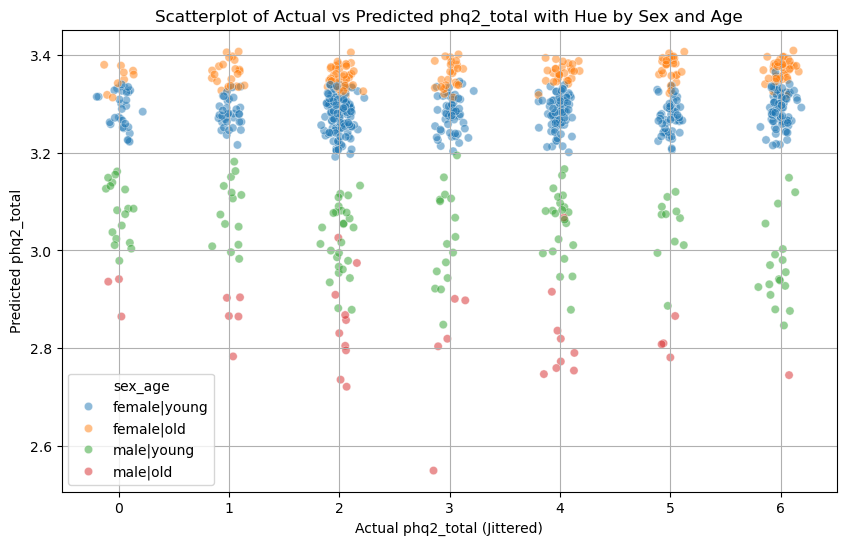 Scatterplot of Actual vs Predicted phq2_total with Hue by Sex and Age
Predicted phq2_total
3.4
3.2
3.0
2.8
2.6
sex_age
female|young
female|old
male|young
male|old
0 1 2 3 4 5 6
Actual phq2_total (Jittered)